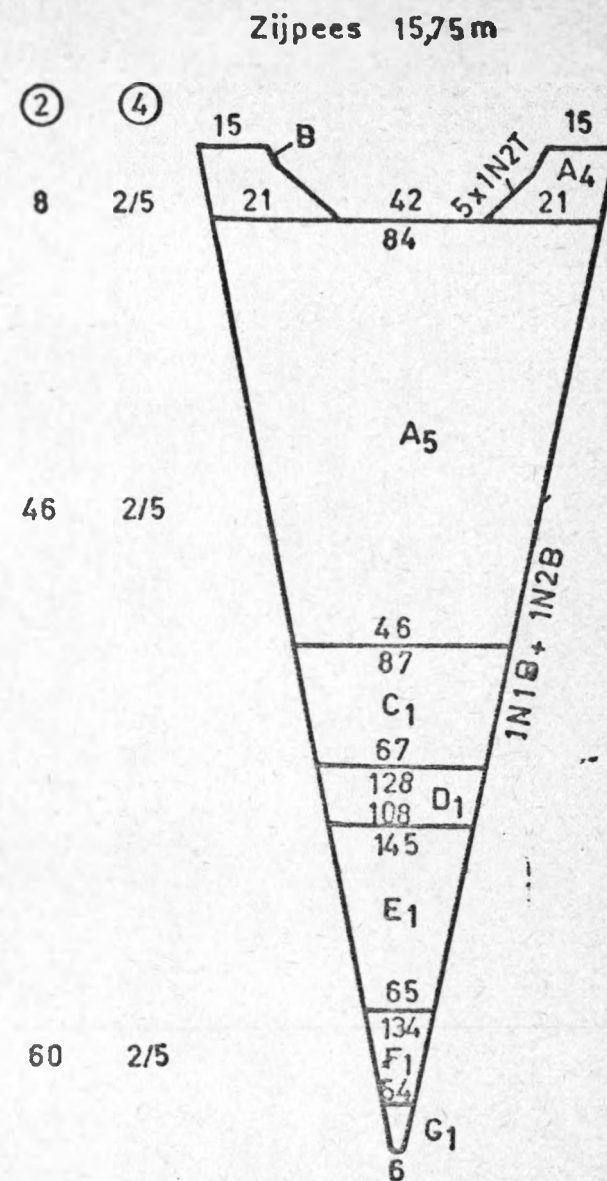 Zijpees 15,75m
2 4
15 B 15
8 2/5 21 42 5x1N2T 21 A4
84
A5
46 2/5
46
87
1N1B + 1N2B
C1
67
128
108 D1
145
E1
65
134
60 2/5 F1
54
G1
6